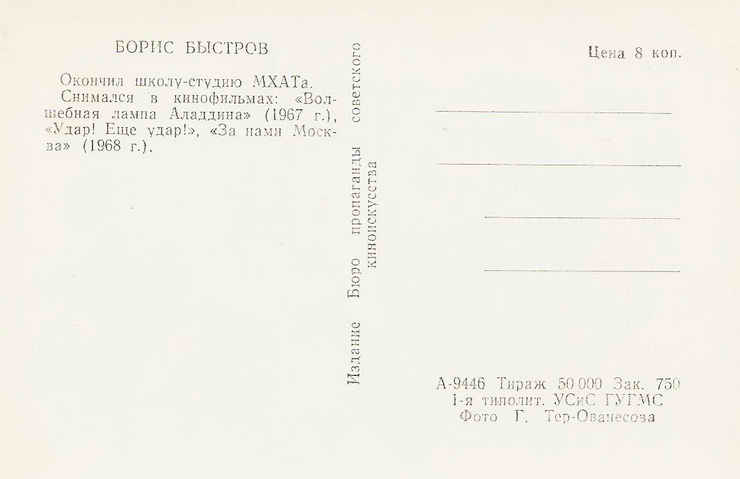 БОРИС БЫСТРОВ
Окончил школу-студию МХАТа.
Снимался в кинофильмах: «Вол-
шебная лампа Аладдина» (1967 г.),
«Удар! Еще удар!», «За нами Моск-
ва» (1968 г.).
Издание Бюро пропаганды советского
киноискусства
Цена 8 коп.
А-9446 Тираж 50 000 Зак. 750
1-я типолит. УСиС ГУГМС
Фото Г. Тер-Ованесова